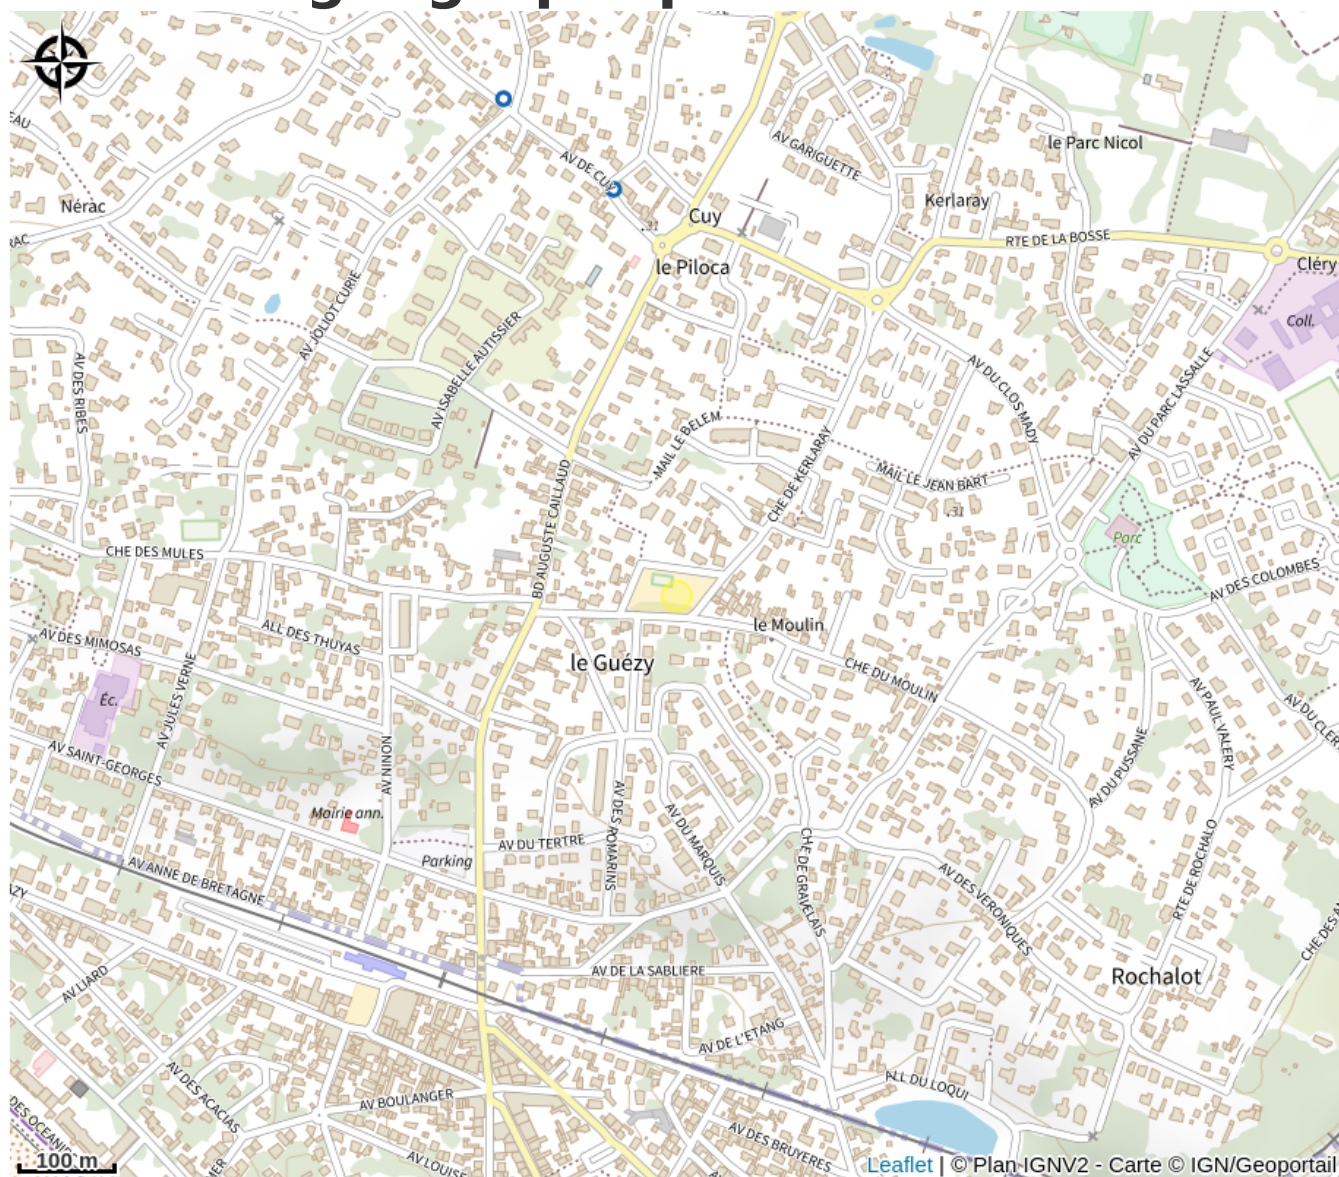 AV GARIGUETTE
le Parc Nicol
AV DE CUY
Nérac
Kerlaray
Cuy
.31
RTE DE LA BOSSE
le Piloca
Cléry
Coll.
AV JOLIOT CURIE
AV ISABELLE AUTISSIER
AV DES RIBES
AV DU CLOS MADY
AV DU PARC LASSALLE
MAIL LE BELEM
CHE DE KERLARAY
MAIL LE JEAN BART
.31
BD AUGUSTE CAILLAUD
Parc
CHE DES MULES
AV DES COLOMBES
ALL DES THUYAS
le Moulin
AV DES MIMOSAS
le Guézy
CHE DU MOULIN
Éc.
AV JULES VERNE
AV PAUL VALERY
AV SAINT-GEORGES
AV NINON
AV DU PUSSANE
Mairie ann.
AV DES ROMARINS
AV DU MARQUIS
AV DU TERTRE
Parking
CHE DE GRAVELAIS
RTE DE ROCHALO
AV ANNE DE BRETAGNE
AV DES VERONIQUES
AV LIARD
AV DE LA SABLIERE
Rochalot
AV DE L'ETANG
AV DES ACACIAS
ALL DU LOQUI
AV BOULANGER
AV DES BRUYERES
AV LOUISE
100 m
Leaflet | © Plan IGNV2 - Carte © IGN/Geoportail